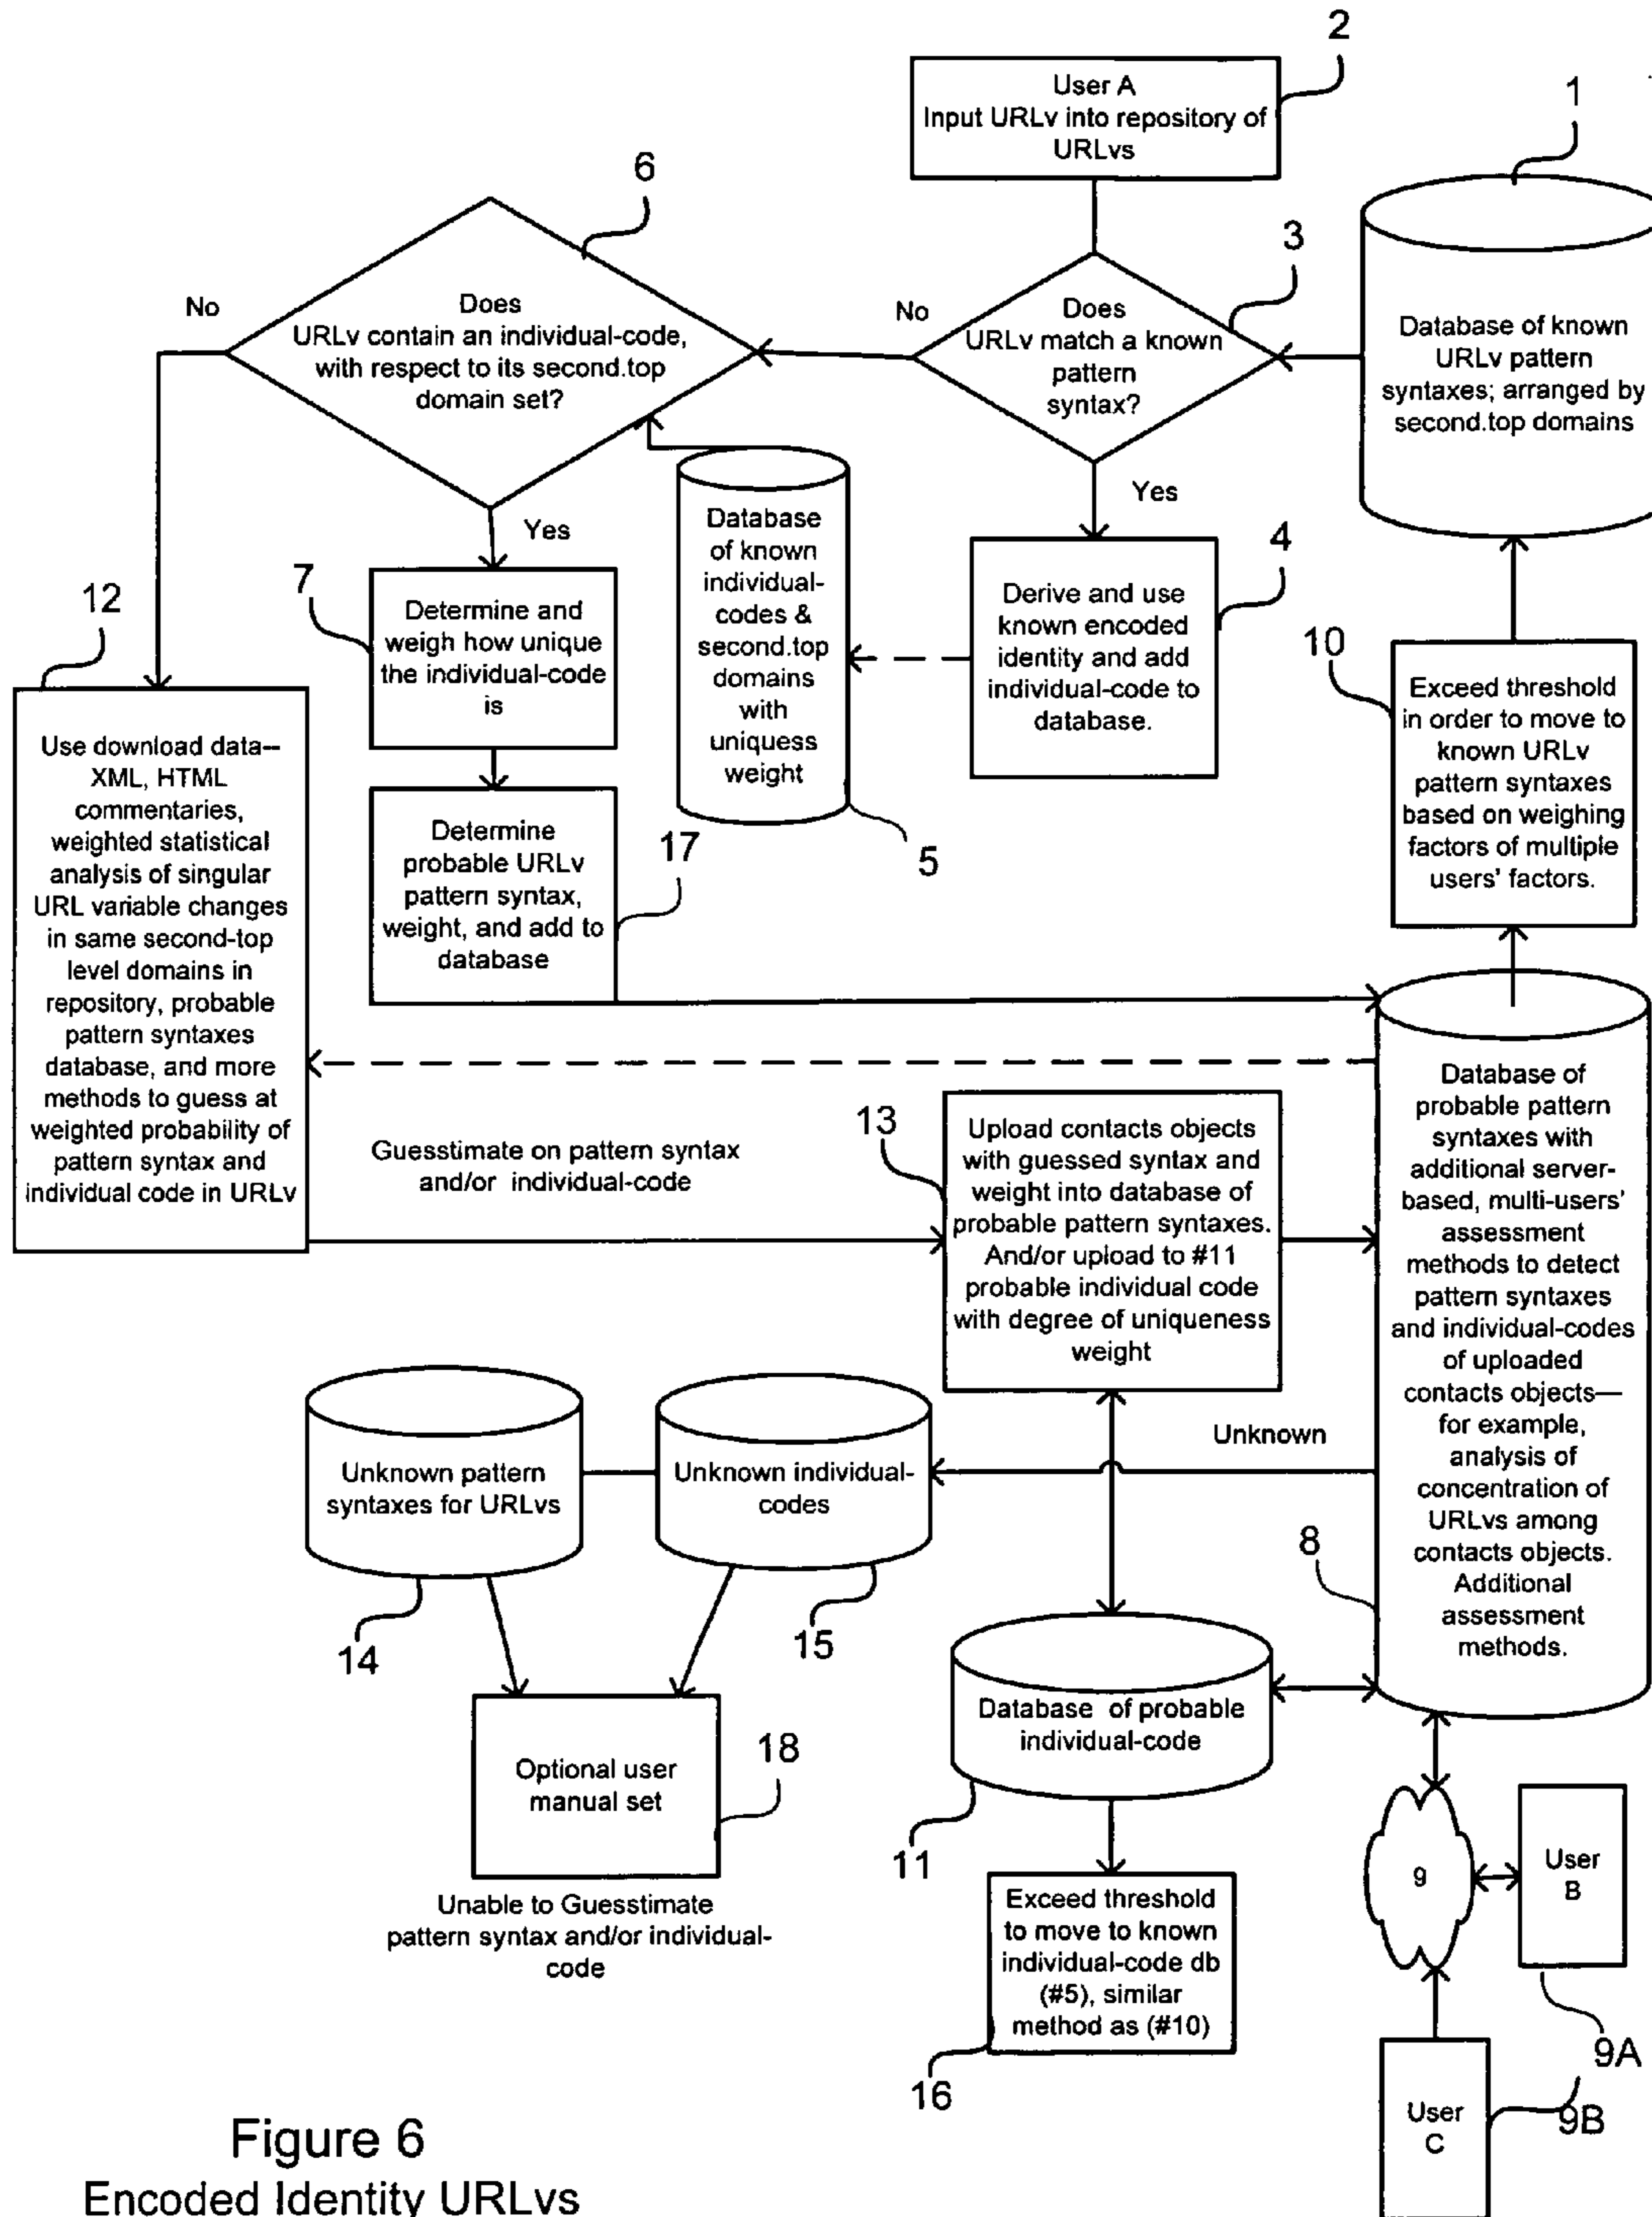 2
User A
Input URLv into repository of
URLvs
1
6
3
No
Does
URLv contain an individual-code,
with respect to its second.top
domain set?
No
Does
URLv match a known
pattern
syntax?
Database of known
URLv pattern
syntaxes; arranged by
second.top domains
Yes
Yes
7
Determine and
weigh how unique
the individual-code
is
Database
of known
individual-
codes &
second.top
domains
with
uniquess
weight
5
4
Derive and use
known encoded
identity and add
individual-code to
database.
10
Exceed threshold
in order to move to
known URLv
pattern syntaxes
based on weighing
factors of multiple
users' factors.
12
Use download data--
XML, HTML
commentaries,
weighted statistical
analysis of singular
URL variable changes
in same second-top
level domains in
repository, probable
pattern syntaxes
database, and more
methods to guess at
weighted probability of
pattern syntax and
individual code in URLv
Determine
probable URLv
pattern syntax,
weight, and add to
database
17
Guesstimate on pattern syntax
and/or individual-code
13
Upload contacts objects
with guessed syntax and
weight into database of
probable pattern syntaxes.
And/or upload to #11
probable individual code
with degree of uniqueness
weight
Database of
probable pattern
syntaxes with
additional server-
based, multi-users'
assessment
methods to detect
pattern syntaxes
and individual-codes
of uploaded
contacts objects—
for example,
analysis of
concentration of
URLvs among
contacts objects.
Additional
assessment
methods.
8
Unknown
Unknown pattern
syntaxes for URLvs
14
Unknown individual-
codes
15
Optional user
manual set
18
Unable to Guesstimate
pattern syntax and/or individual-
code
Database of probable
individual-code
11
Exceed threshold
to move to known
individual-code db
(#5), similar
method as (#10)
16
9
User
B
9A
User
C
9B
Figure 6
Encoded Identity URLvs